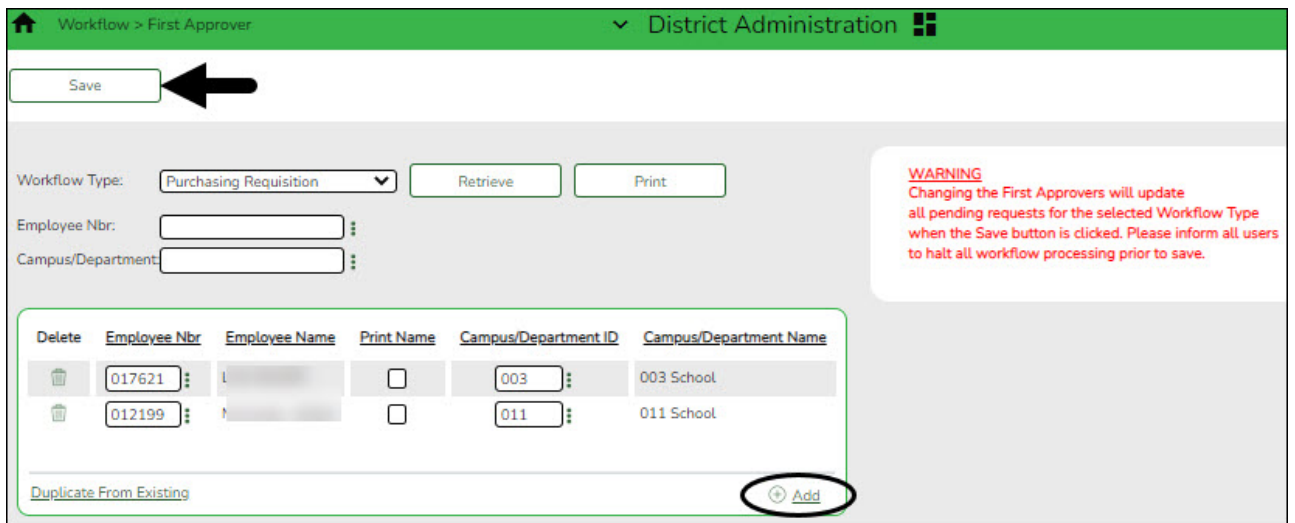 Workflow > First Approver
District Administration
Save
Workflow Type: Purchasing Requisition Retrieve Print
Employee Nbr:
Campus/Department:
WARNING
Changing the First Approvers will update
all pending requests for the selected Workflow Type
when the Save button is clicked. Please inform all users
to halt all workflow processing prior to save.
Delete Employee Nbr Employee Name Print Name Campus/Department ID Campus/Department Name
017621 003 003 School
012199 011 011 School
Duplicate From Existing Add